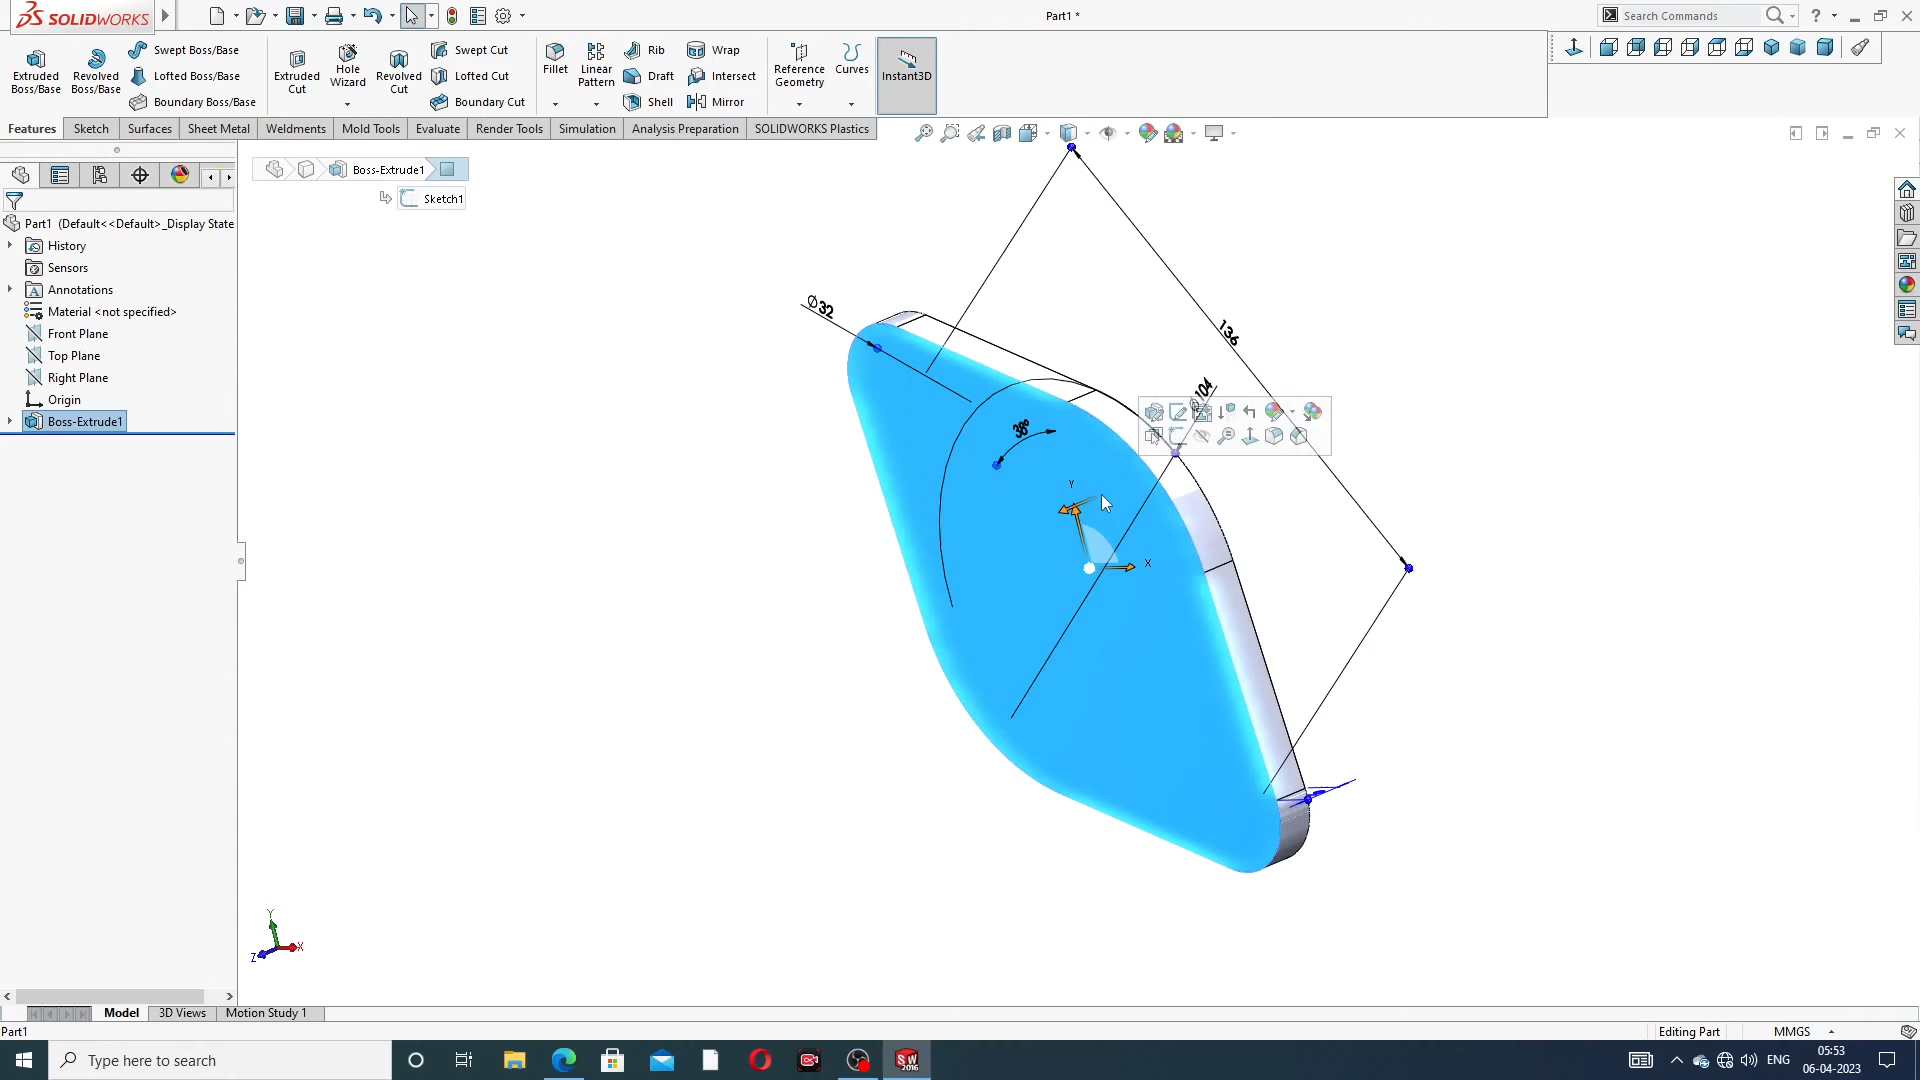 SOLIDWORKS
Part1 *
Search Commands
Extruded Boss/Base
Revolved Boss/Base
Swept Boss/Base
Lofted Boss/Base
Boundary Boss/Base
Extruded Cut
Hole Wizard
Revolved Cut
Swept Cut
Lofted Cut
Boundary Cut
Fillet
Linear Pattern
Rib
Draft
Shell
Wrap
Intersect
Mirror
Reference Geometry
Curves
Instant3D
Features
Sketch
Surfaces
Sheet Metal
Weldments
Mold Tools
Evaluate
Render Tools
Simulation
Analysis Preparation
SOLIDWORKS Plastics
Boss-Extrude1
Sketch1
Part1 (Default<<Default>_Display State
History
Sensors
Annotations
Material <not specified>
Front Plane
Top Plane
Right Plane
Origin
Boss-Extrude1
∅32
136
104
38°
Y
X
Y
X
Z
Model
3D Views
Motion Study 1
Part1
Editing Part
MMGS
Type here to search
SW
2016
ENG
05:53
06-04-2023